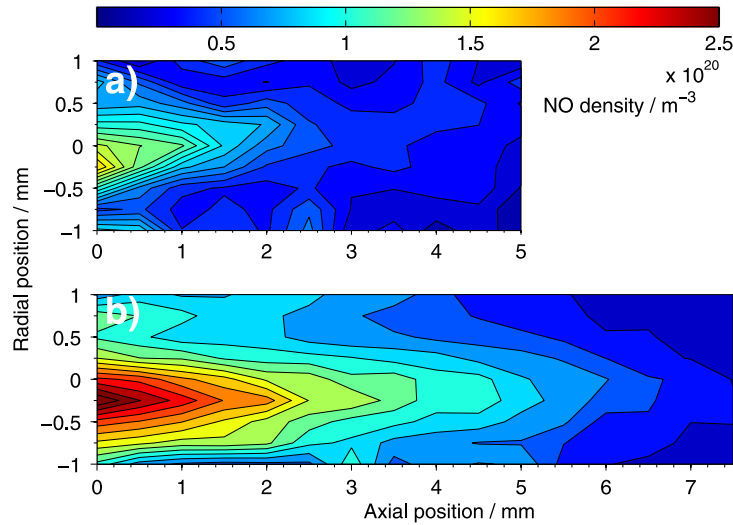 0.5 1 1.5 2 2.5
x 10^20
NO density / m^−3
a)
1
0.5
0
−0.5
−1
0 1 2 3 4 5
Radial position / mm
b)
1
0.5
0
−0.5
−1
0 1 2 3 4 5 6 7
Axial position / mm